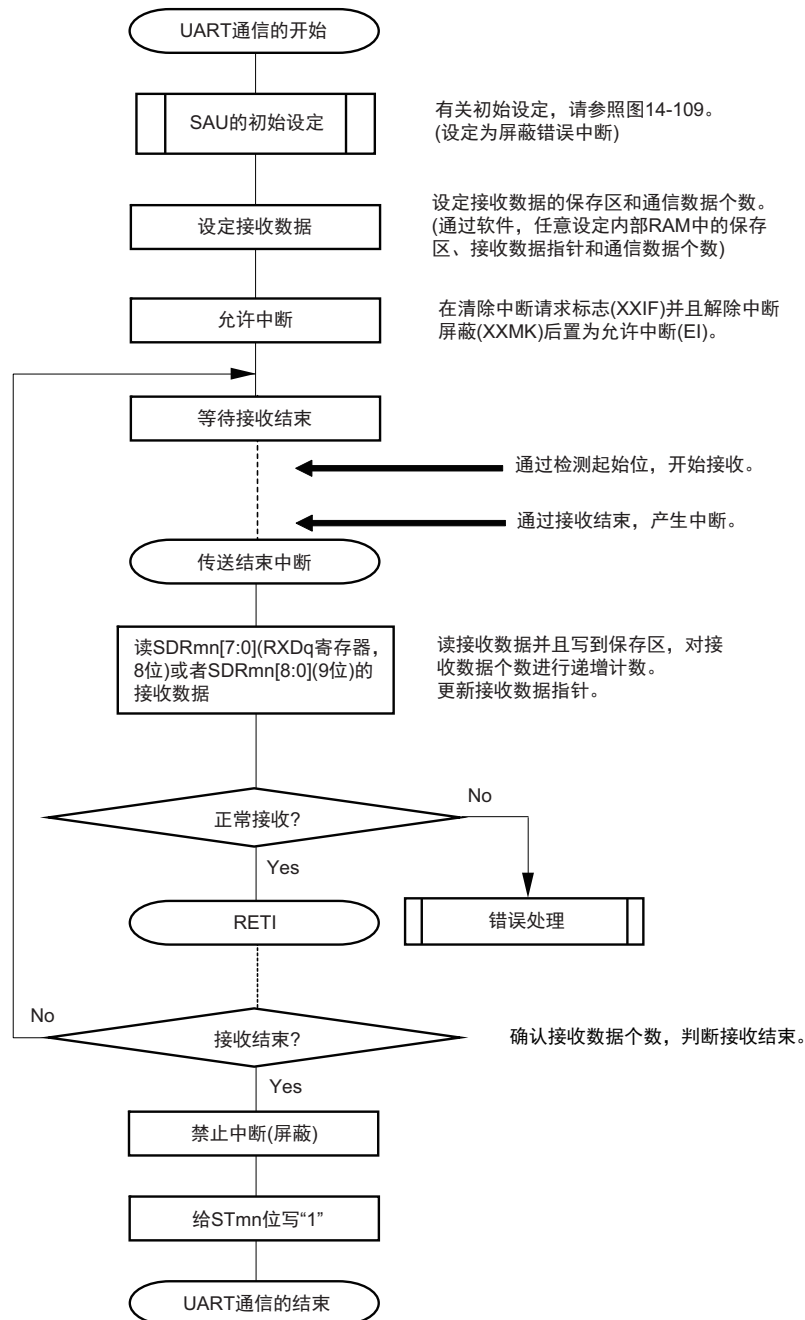 UART通信的开始
SAU的初始设定
有关初始设定，请参照图14-109。
(设定为屏蔽错误中断)
设定接收数据
设定接收数据的保存区和通信数据个数。
(通过软件，任意设定内部RAM中的保存
区、接收数据指针和通信数据个数)
允许中断
在清除中断请求标志(XXIF)并且解除中断
屏蔽(XXMK)后置为允许中断(EI)。
等待接收结束
通过检测起始位，开始接收。
通过接收结束，产生中断。
传送结束中断
读SDRmn[7:0](RXDq寄存器，
8位)或者SDRmn[8:0](9位)的
接收数据
读接收数据并且写到保存区，对接
收数据个数进行递增计数。
更新接收数据指针。
正常接收?
No
Yes
RETI
错误处理
No
接收结束?
确认接收数据个数，判断接收结束。
Yes
禁止中断(屏蔽)
给STmn位写“1”
UART通信的结束